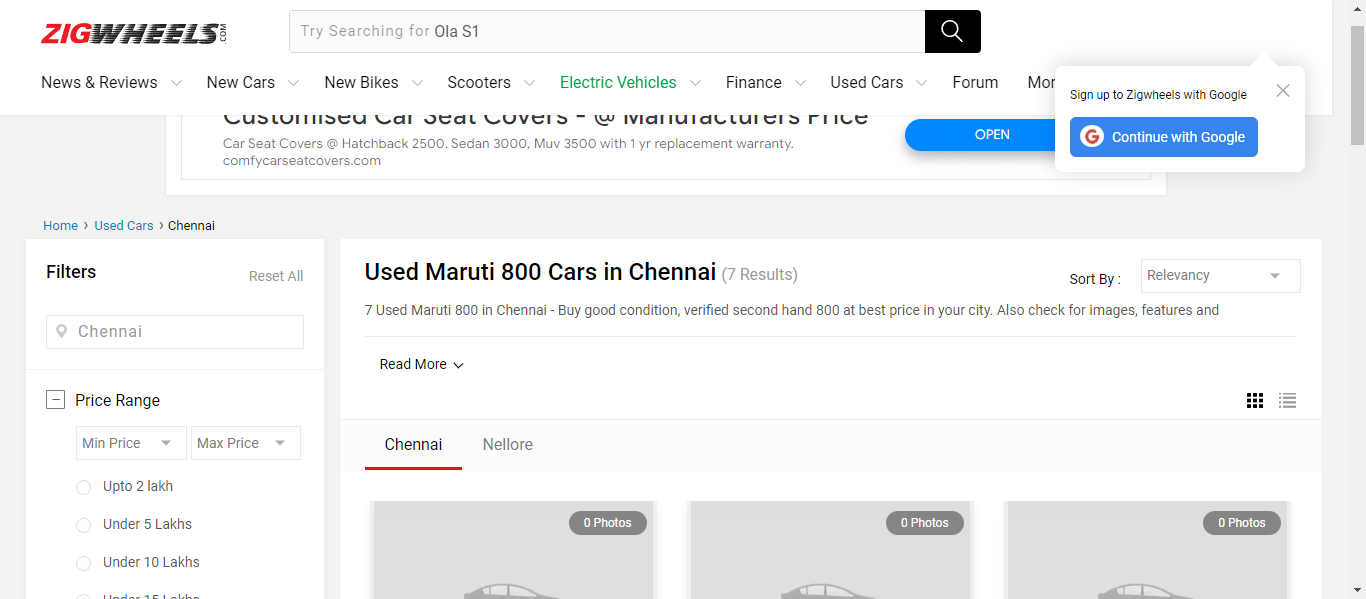 ZIGWHEELS.COM
Try Searching for Ola S1
News & Reviews New Cars New Bikes Scooters Electric Vehicles Finance Used Cars Forum Mor
Sign up to Zigwheels with Google
Continue with Google
Customised Car Seat Covers - @ Manufacturers Price
Car Seat Covers @ Hatchback 2500, Sedan 3000, Muv 3500 with 1 yr replacement warranty.
comfycarseatcovers.com
OPEN
Home › Used Cars › Chennai
Filters
Reset All
Chennai
Price Range
Min Price Max Price
Upto 2 lakh
Under 5 Lakhs
Under 10 Lakhs
Under 15 Lakhs
Used Maruti 800 Cars in Chennai (7 Results)
Sort By : Relevancy
7 Used Maruti 800 in Chennai - Buy good condition, verified second hand 800 at best price in your city. Also check for images, features and
Read More
Chennai Nellore
0 Photos 0 Photos 0 Photos